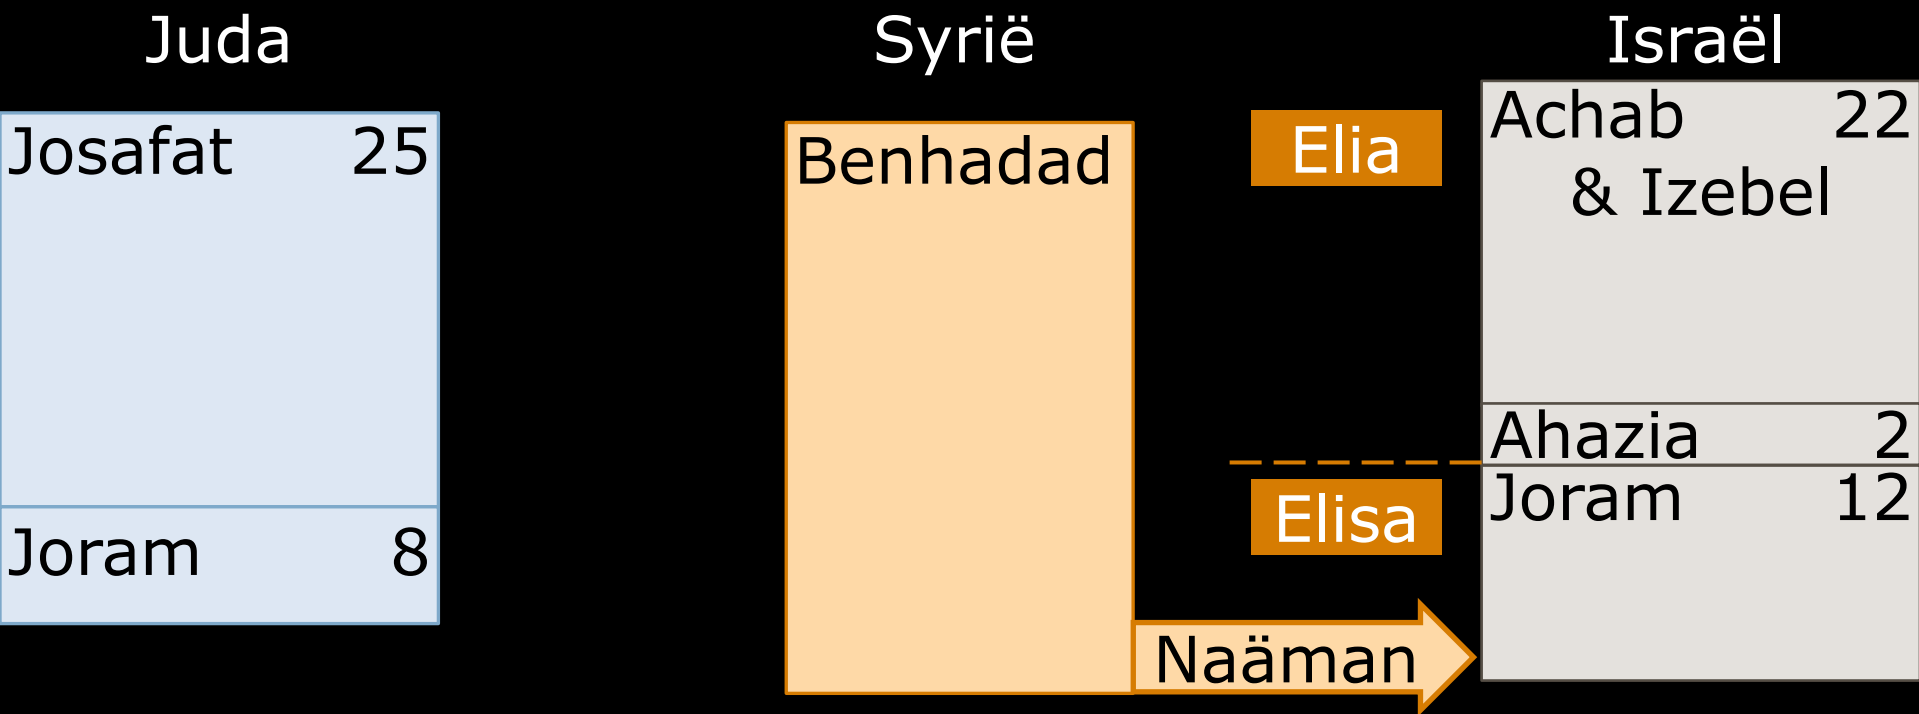 Juda
Syrië
Israël
Josafat 25
Joram 8
Benhadad
Elia
Elisa
Naäman
Achab 22
& Izebel
Ahazia 2
Joram 12